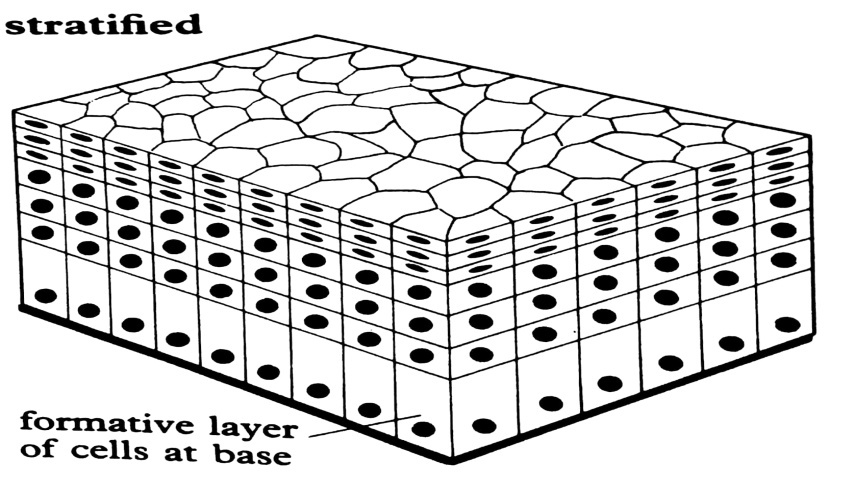 stratified
formative layer
of cells at base